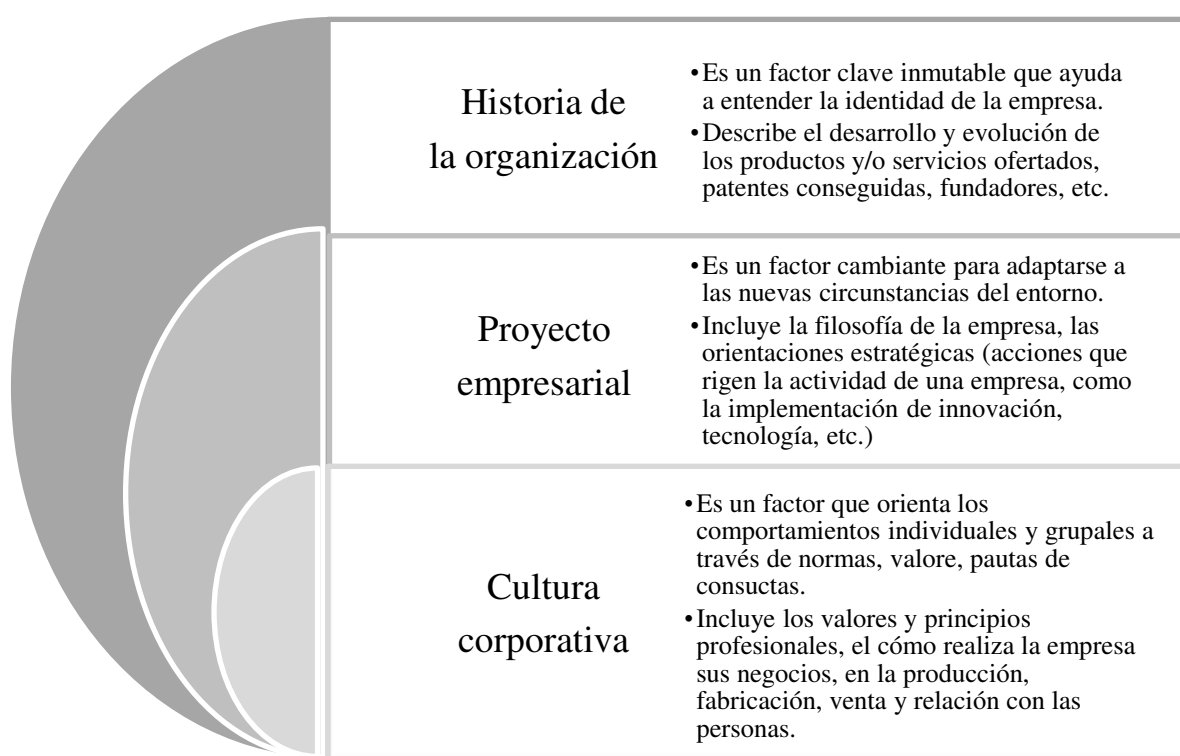 Historia de
la organización
•Es un factor clave inmutable que ayuda
a entender la identidad de la empresa.
•Describe el desarrollo y evolución de
los productos y/o servicios ofertados,
patentes conseguidas, fundadores, etc.
Proyecto
empresarial
•Es un factor cambiante para adaptarse a
las nuevas circunstancias del entorno.
•Incluye la filosofía de la empresa, las
orientaciones estratégicas (acciones que
rigen la actividad de una empresa, como
la implementación de innovación,
tecnología, etc.)
Cultura
corporativa
•Es un factor que orienta los
comportamientos individuales y grupales a
través de normas, valore, pautas de
consuctas.
•Incluye los valores y principios
profesionales, el cómo realiza la empresa
sus negocios, en la producción,
fabricación, venta y relación con las
personas.